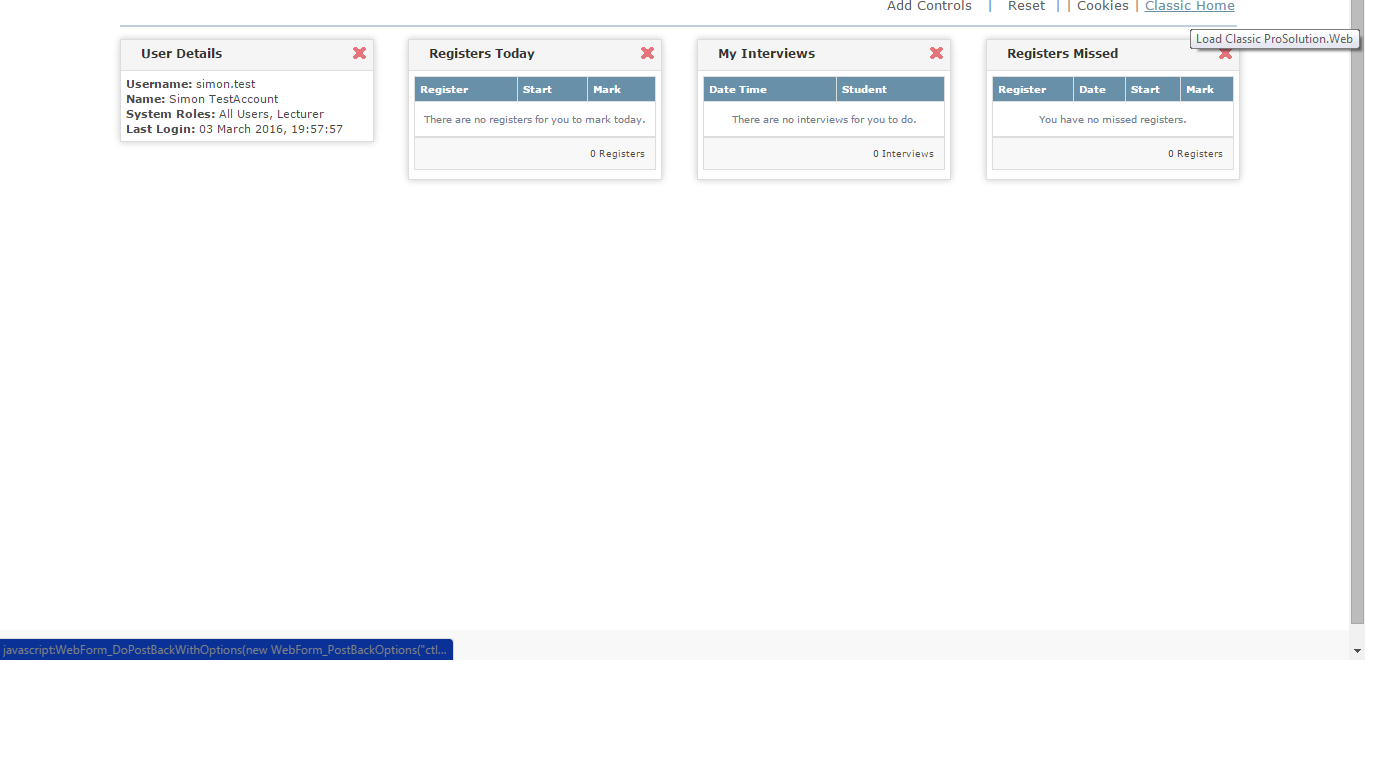 Add Controls | Reset | | Cookies | Classic Home
Load Classic ProSolution.Web
User Details
Username: simon.test
Name: Simon TestAccount
System Roles: All Users, Lecturer
Last Login: 03 March 2016, 19:57:57
Registers Today
Register Start Mark
There are no registers for you to mark today.
0 Registers
My Interviews
Date Time Student
There are no interviews for you to do.
0 Interviews
Registers Missed
Register Date Start Mark
You have no missed registers.
0 Registers
javascript:WebForm_DoPostBackWithOptions(new WebForm_PostBackOptions("ctl...